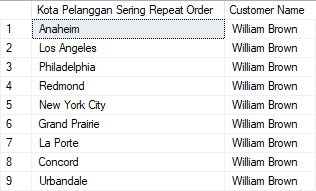 Kota Pelanggan Sering Repeat Order Customer Name
1 Anaheim William Brown
2 Los Angeles William Brown
3 Philadelphia William Brown
4 Redmond William Brown
5 New York City William Brown
6 Grand Prairie William Brown
7 La Porte William Brown
8 Concord William Brown
9 Urbandale William Brown